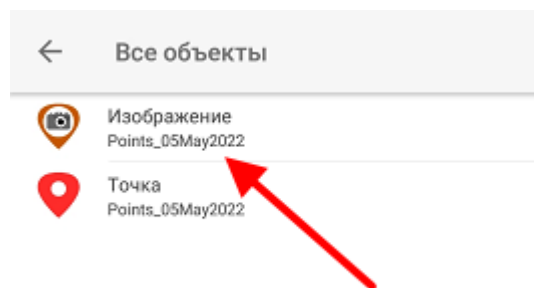 Все объекты
Изображение
Points_05May2022
Точка
Points_05May2022